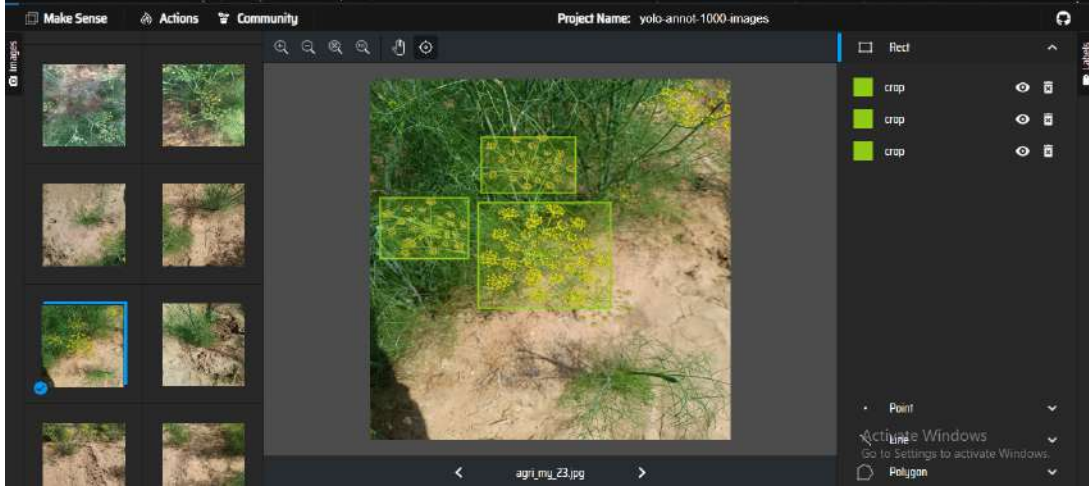 Make Sense Actions Community Project Name: yolo-annot-1000-images
Images
Rect
Labels
crop
crop
crop
Point
Line
Activate Windows
Go to Settings to activate Windows.
Polygon
agri_my_23.jpg